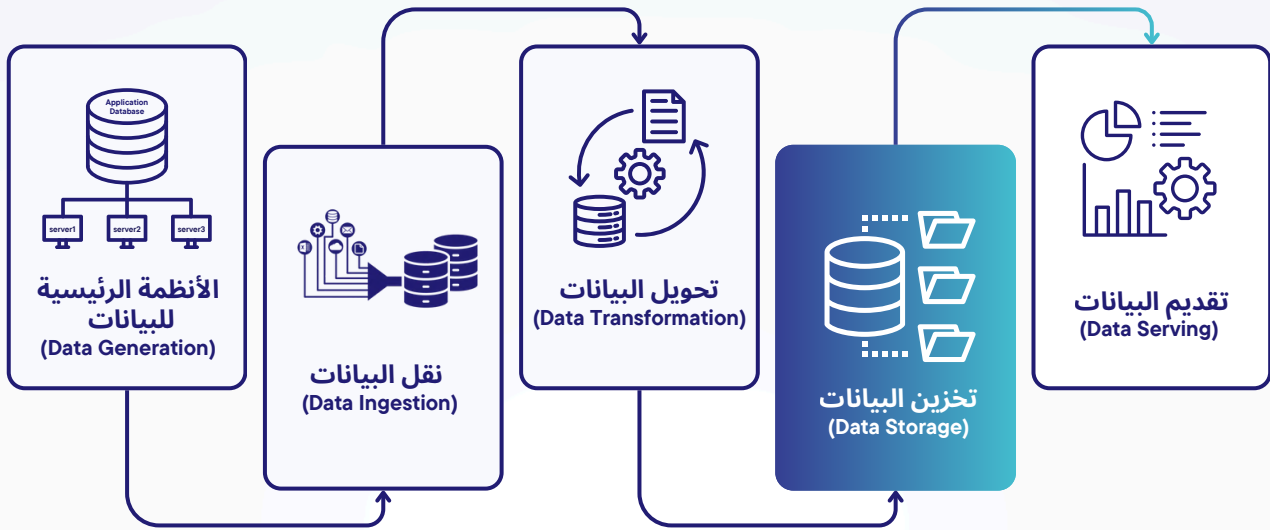 Application
Database
server1
server2
server3
الأنظمة الرئيسية
للبيانات
(Data Generation)
نقل البيانات
(Data Ingestion)
تحويل البيانات
(Data Transformation)
تخزين البيانات
(Data Storage)
تقديم البيانات
(Data Serving)